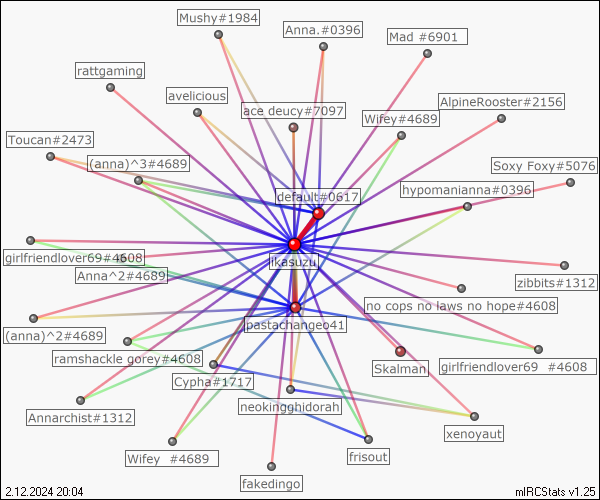 Mushy#1984
Anna.#0396
Mad #6901
rattgaming
avelicious
ace deucy#7097
AlpineRooster#2156
Wifey#4689
Toucan#2473
(anna)^3#4689
Soxy Foxy#5076
hypomanianna#0396
default#0617
girlfriendlover69#4608
ikasuzu
Anna^2#4689
zibbits#1312
no cops no laws no hope#4608
pastachangeo41
(anna)^2#4689
ramshackle gorey#4608
Skalman
girlfriendlover69 #4608
Cypha#1717
neokingghidorah
Annarchist#1312
xenoyaut
Wifey #4689
frisout
fakedingo
2.12.2024 20:04
mIRCStats v1.25